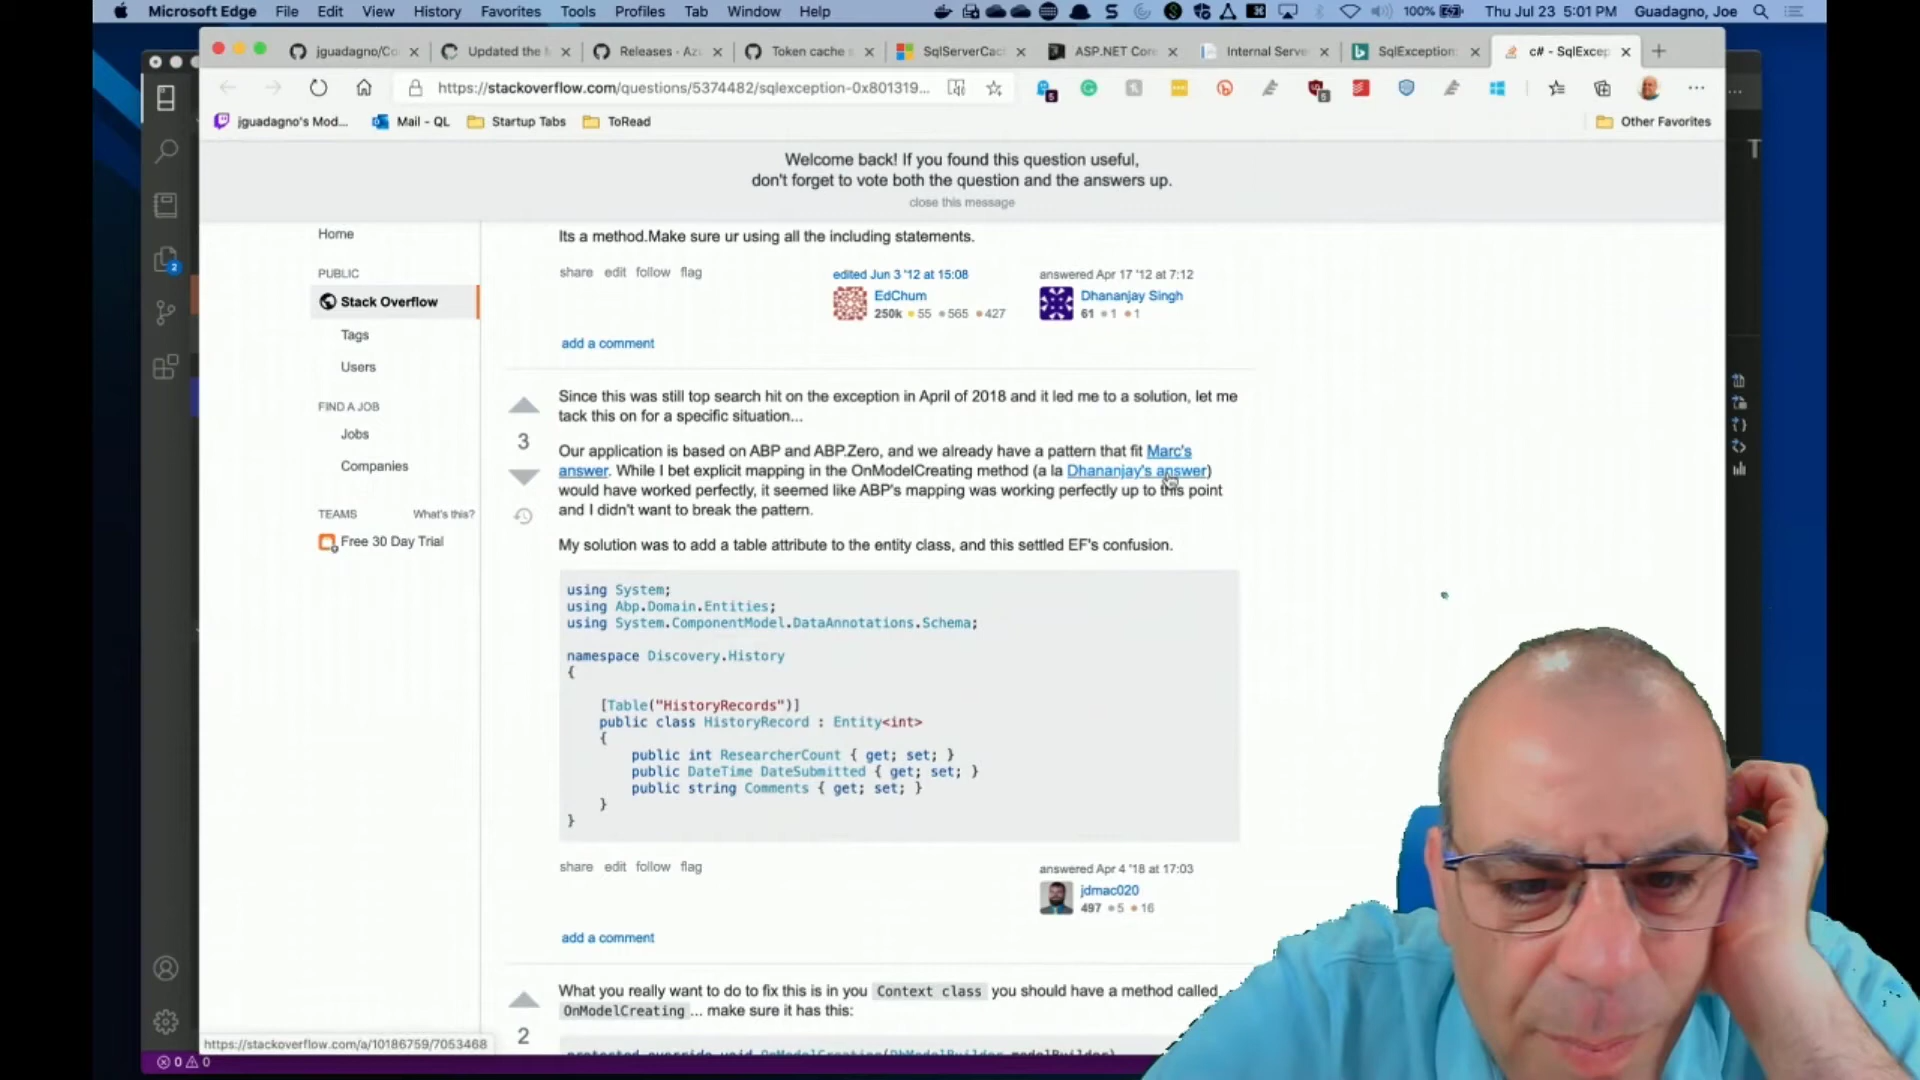 Microsoft Edge File Edit View History Favorites Tools Profiles Tab Window Help 100% Thu Jul 23 5:01 PM Guadagno, Joe
jguadagno/Co Updated the Releases - Az Token cache SqlServerCac ASP.NET Core Internal Serve SqlException: c# - SqlExcep
https://stackoverflow.com/questions/5374482/sqlexception-0x801319...
jguadagno's Mod... Mail - QL Startup Tabs ToRead Other Favorites
Welcome back! If you found this question useful,
don't forget to vote both the question and the answers up.
close this message
Home
PUBLIC
Stack Overflow
Tags
Users
FIND A JOB
Jobs
Companies
TEAMS What's this?
Free 30 Day Trial
Its a method.Make sure ur using all the including statements.
share edit follow flag
edited Jun 3 '12 at 15:08
EdChum
250k 55 565 427
answered Apr 17 '12 at 7:12
Dhananjay Singh
61 1 1
add a comment
3
Since this was still top search hit on the exception in April of 2018 and it led me to a solution, let me
tack this on for a specific situation...
Our application is based on ABP and ABP.Zero, and we already have a pattern that fit Marc's
answer. While I bet explicit mapping in the OnModelCreating method (a la Dhananjay's answer)
would have worked perfectly, it seemed like ABP's mapping was working perfectly up to this point
and I didn't want to break the pattern.
My solution was to add a table attribute to the entity class, and this settled EF's confusion.
using System;
using Abp.Domain.Entities;
using System.ComponentModel.DataAnnotations.Schema;
namespace Discovery.History
{
[Table("HistoryRecords")]
public class HistoryRecord : Entity<int>
{
public int ResearcherCount { get; set; }
public DateTime DateSubmitted { get; set; }
public string Comments { get; set; }
}
}
share edit follow flag
answered Apr 4 '18 at 17:03
jdmac020
497 5 16
add a comment
2
What you really want to do to fix this is in you Context class you should have a method called
OnModelCreating ... make sure it has this:
protected override void OnModelCreating(DbModelBuilder modelBuilder)
https://stackoverflow.com/a/10186759/7053468
0 0